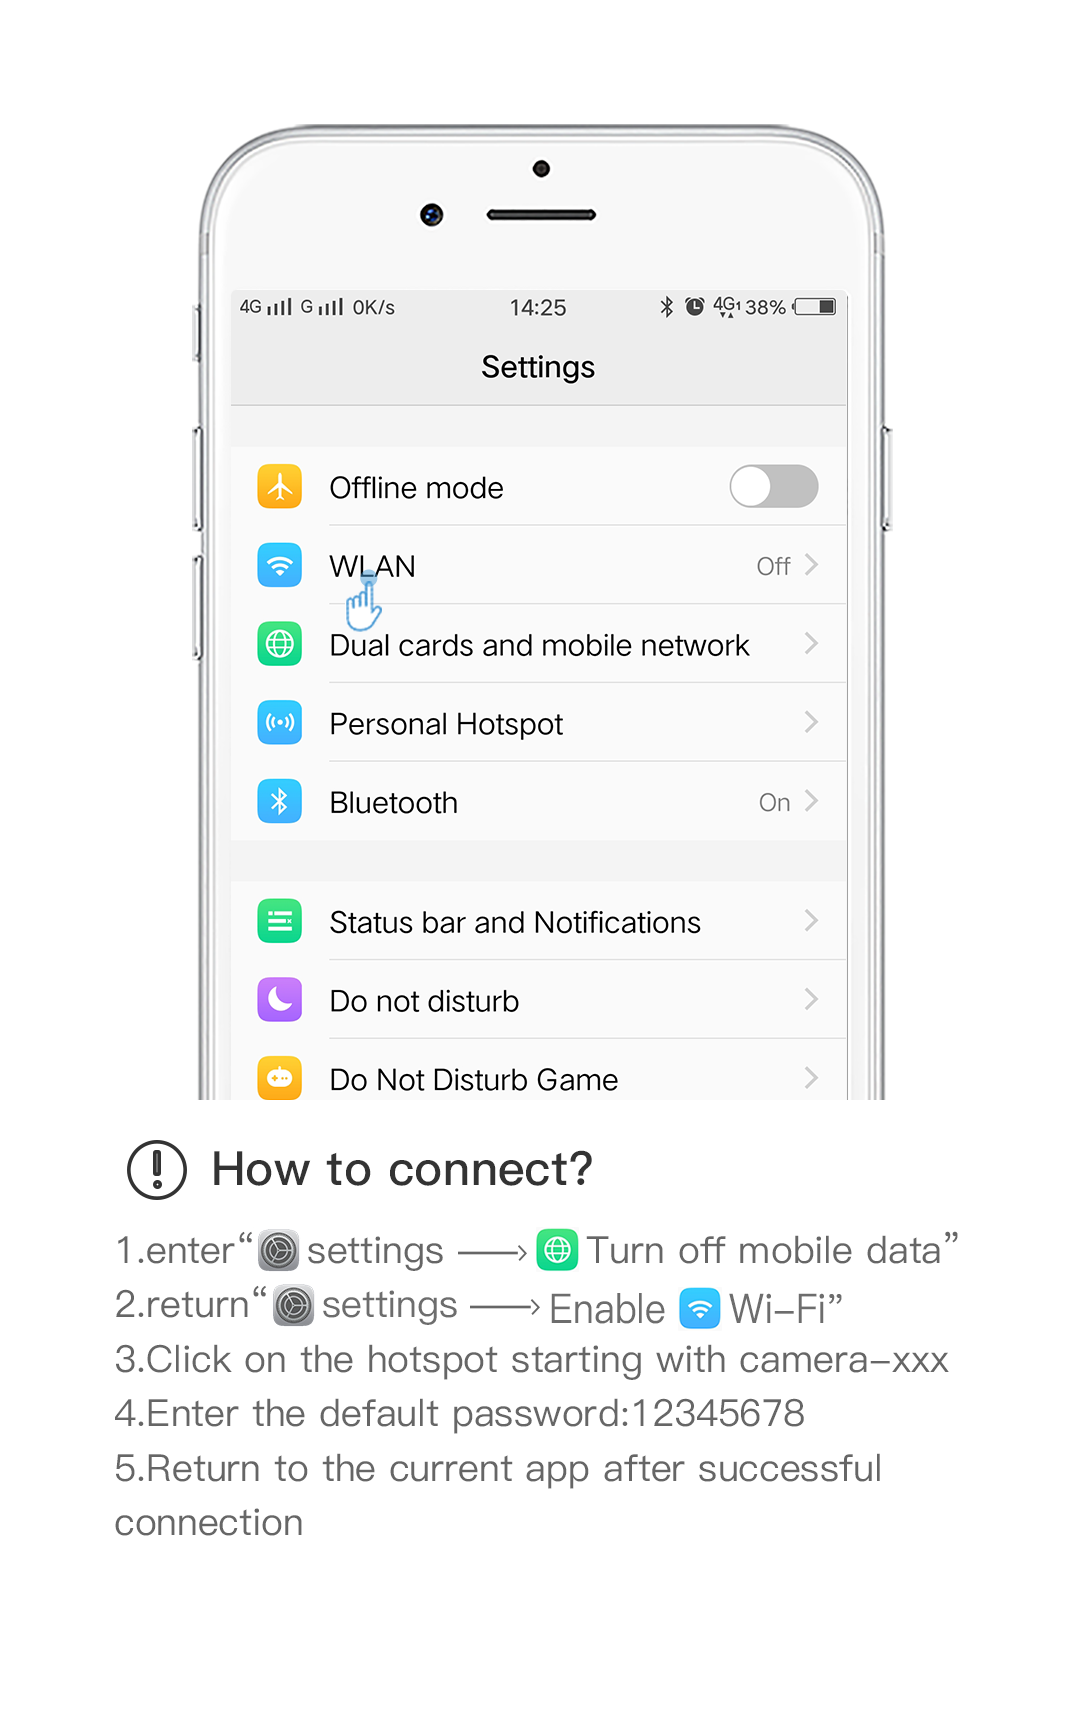 4G G 0K/s 14:25 4G1 38%
Settings
Offline mode
WLAN Off
Dual cards and mobile network
Personal Hotspot
Bluetooth On
Status bar and Notifications
Do not disturb
Do Not Disturb Game
How to connect?
1.enter“ settings ⟶ Turn off mobile data”
2.return“ settings ⟶ Enable Wi–Fi”
3.Click on the hotspot starting with camera–xxx
4.Enter the default password:12345678
5.Return to the current app after successful
connection